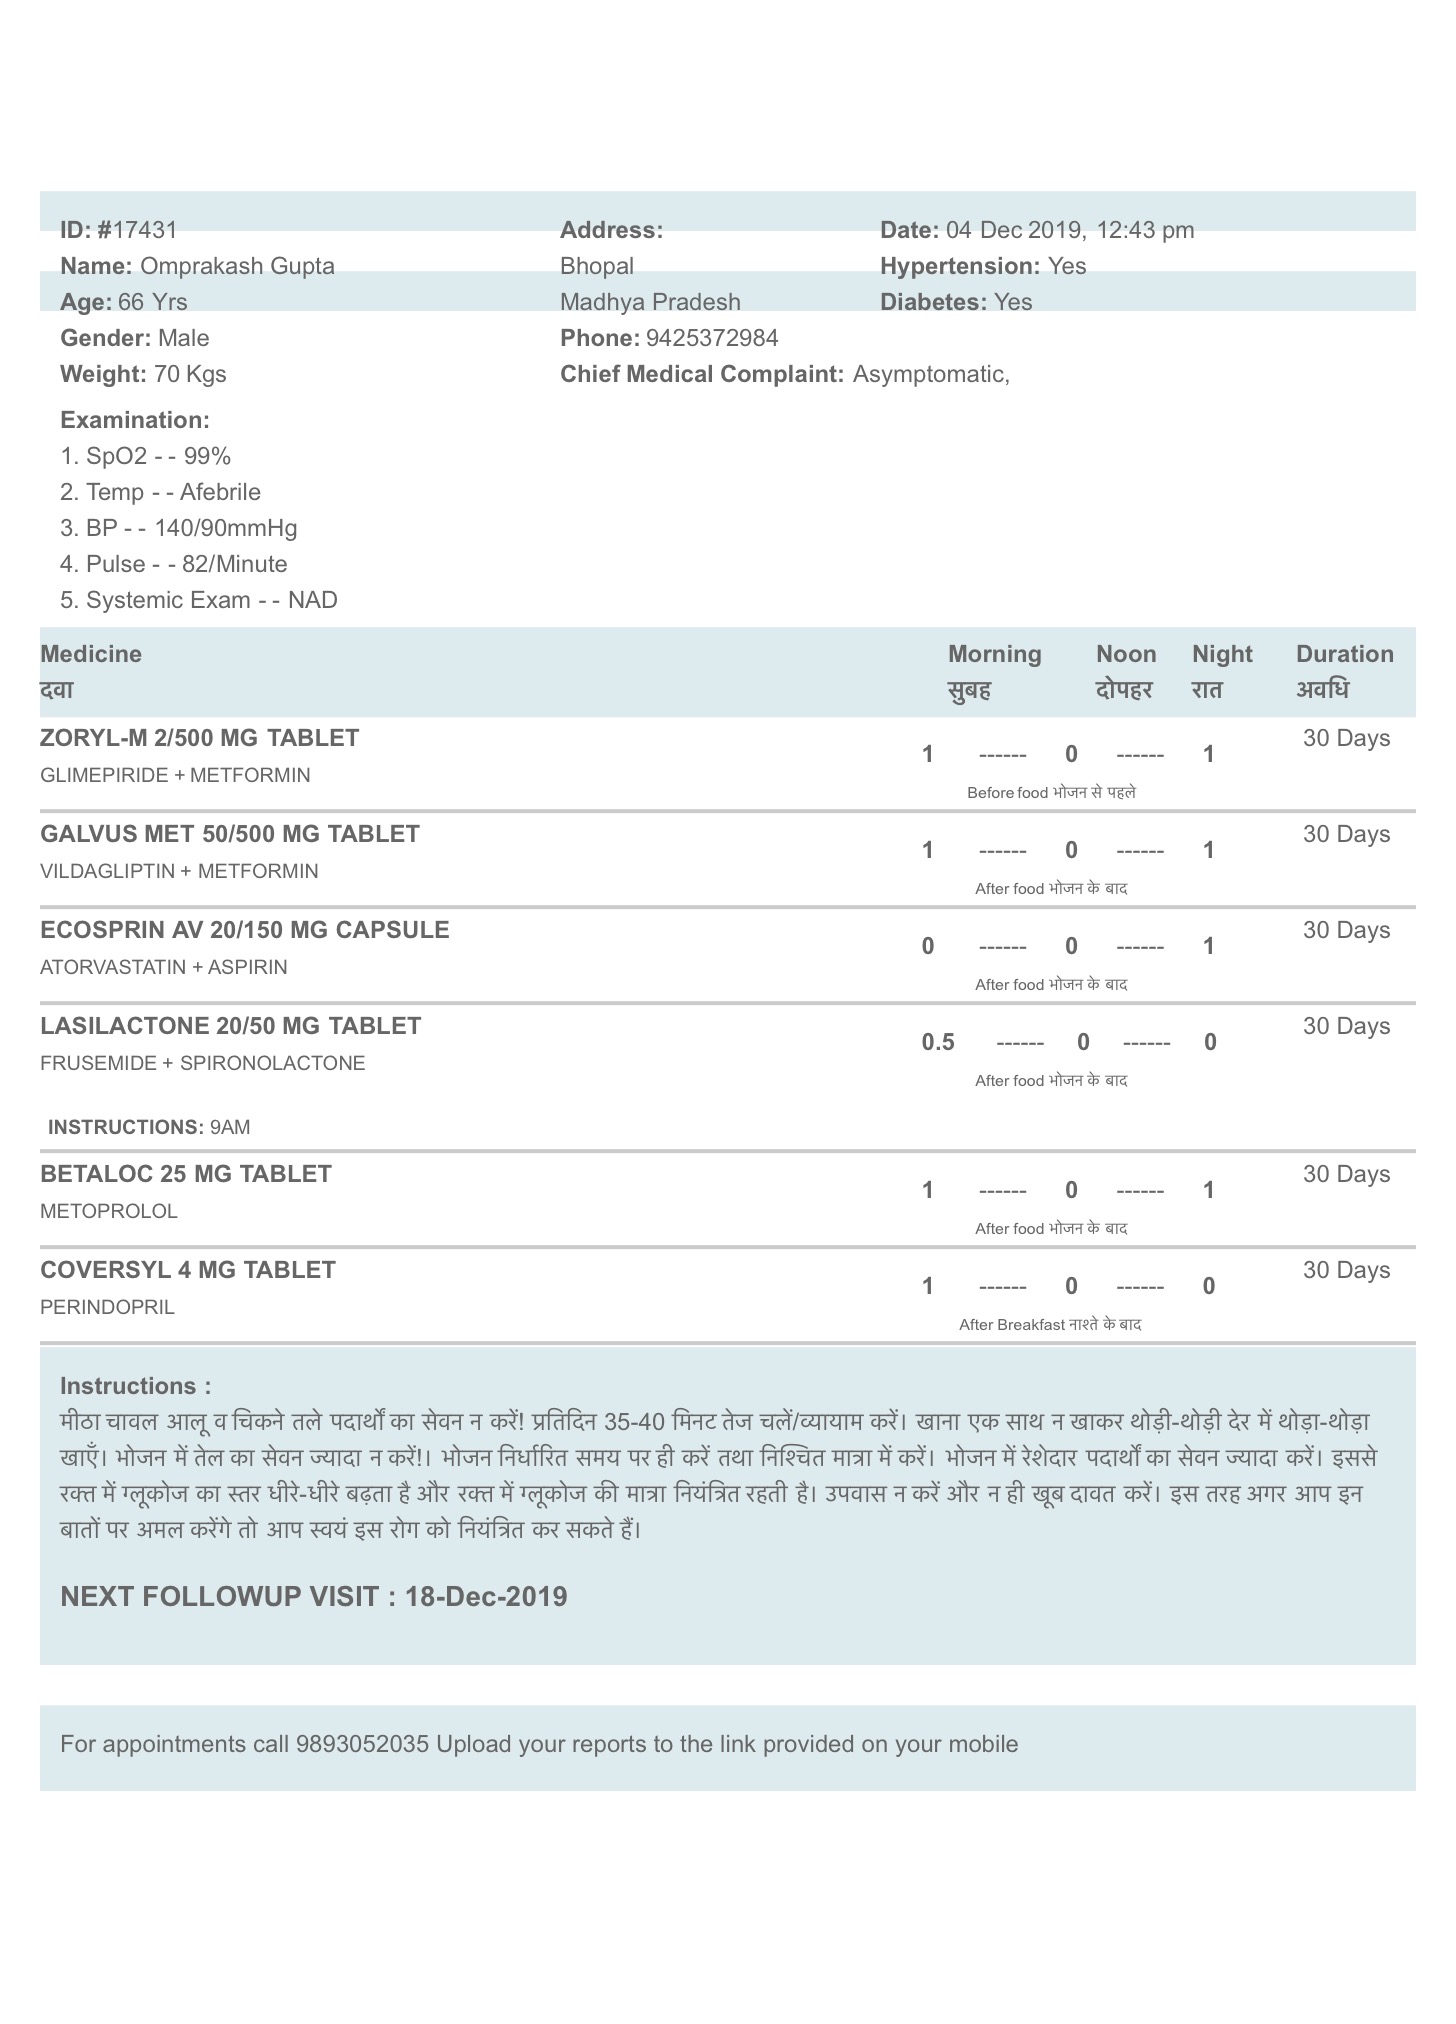 ID: #17431 Address: Date: 04 Dec 2019, 12:43 pm
Name: Omprakash Gupta Bhopal Hypertension: Yes
Age: 66 Yrs Madhya Pradesh Diabetes: Yes
Gender: Male Phone: 9425372984
Weight: 70 Kgs Chief Medical Complaint: Asymptomatic,
Examination:
1. SpO2 - - 99%
2. Temp - - Afebrile
3. BP - - 140/90mmHg
4. Pulse - - 82/Minute
5. Systemic Exam - - NAD
Medicine Morning Noon Night Duration
दवा सुबह दोपहर रात अवधि
ZORYL-M 2/500 MG TABLET 30 Days
1 ------ 0 ------ 1
GLIMEPIRIDE + METFORMIN
Before food भोजन से पहले
GALVUS MET 50/500 MG TABLET 30 Days
1 ------ 0 ------ 1
VILDAGLIPTIN + METFORMIN
After food भोजन के बाद
ECOSPRIN AV 20/150 MG CAPSULE 30 Days
0 ------ 0 ------ 1
ATORVASTATIN + ASPIRIN
After food भोजन के बाद
LASILACTONE 20/50 MG TABLET 30 Days
0.5 ------ 0 ------ 0
FRUSEMIDE + SPIRONOLACTONE
After food भोजन के बाद
INSTRUCTIONS: 9AM
BETALOC 25 MG TABLET 30 Days
1 ------ 0 ------ 1
METOPROLOL
After food भोजन के बाद
COVERSYL 4 MG TABLET 30 Days
1 ------ 0 ------ 0
PERINDOPRIL
After Breakfast नाश्ते के बाद
Instructions :
मीठा चावल आलू व चिकने तले पदार्थों का सेवन न करें! प्रतिदिन 35-40 मिनट तेज चलें/व्यायाम करें। खाना एक साथ न खाकर थोड़ी-थोड़ी देर में थोड़ा-थोड़ा
खाएँ। भोजन में तेल का सेवन ज्यादा न करें!। भोजन निर्धारित समय पर ही करें तथा निश्चित मात्रा में करें। भोजन में रेशेदार पदार्थों का सेवन ज्यादा करें। इससे
रक्त में ग्लूकोज का स्तर धीरे-धीरे बढ़ता है और रक्त में ग्लूकोज की मात्रा नियंत्रित रहती है। उपवास न करें और न ही खूब दावत करें। इस तरह अगर आप इन
बातों पर अमल करेंगे तो आप स्वयं इस रोग को नियंत्रित कर सकते हैं।
NEXT FOLLOWUP VISIT : 18-Dec-2019
For appointments call 9893052035 Upload your reports to the link provided on your mobile